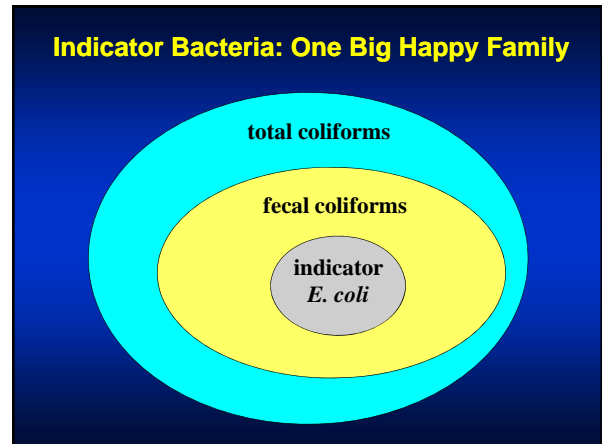 Indicator Bacteria: One Big Happy Family
total coliforms
fecal coliforms
indicator
E. coli